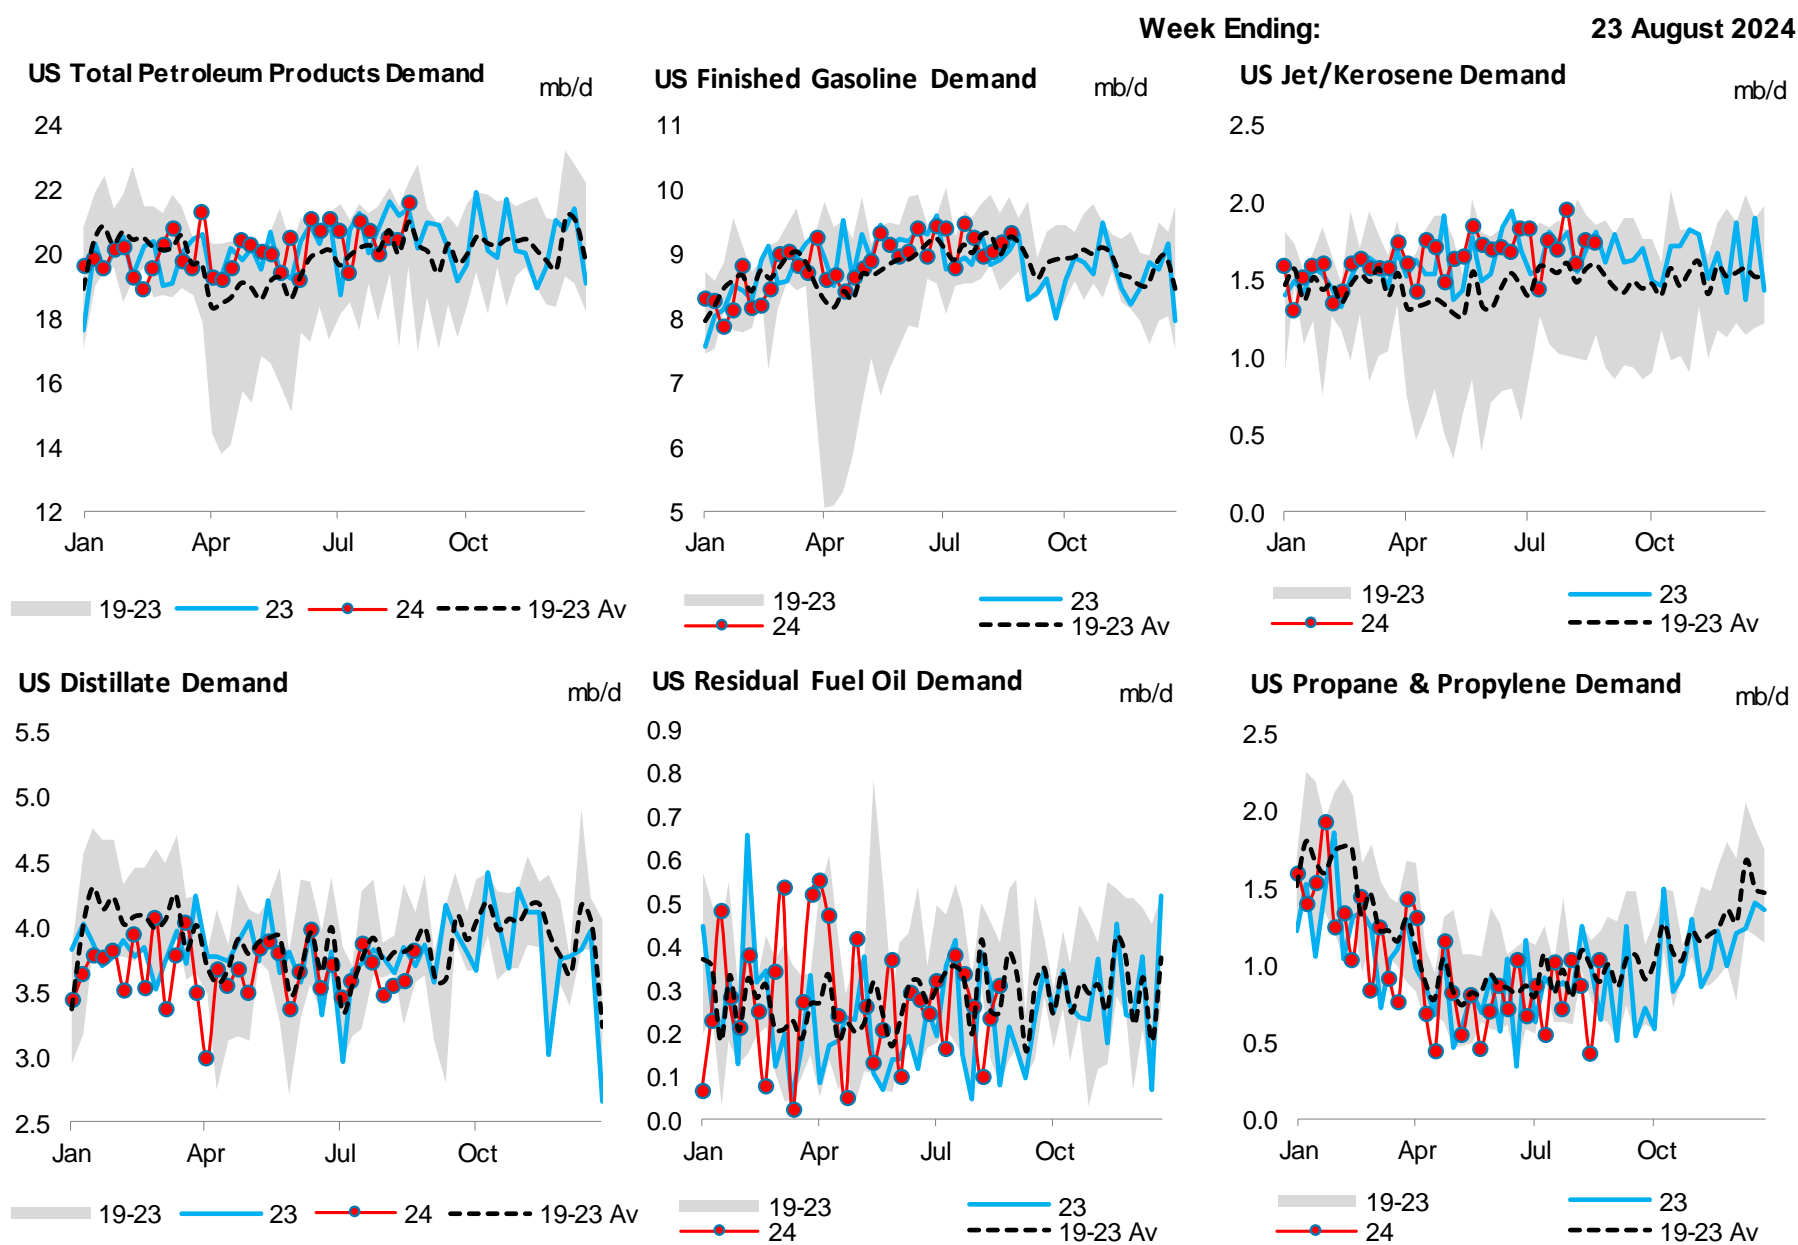 Week Ending: 23 August 2024
US Total Petroleum Products Demand
mb/d
24
22
20
18
16
14
12
Jan Apr Jul Oct
19-23 23 24 19-23 Av
US Finished Gasoline Demand
mb/d
11
10
9
8
7
6
5
Jan Apr Jul Oct
19-23 23
24 19-23 Av
US Jet/Kerosene Demand
mb/d
2.5
2.0
1.5
1.0
0.5
0.0
Jan Apr Jul Oct
19-23 23
24 19-23 Av
US Distillate Demand
mb/d
5.5
5.0
4.5
4.0
3.5
3.0
2.5
Jan Apr Jul Oct
19-23 23 24 19-23 Av
US Residual Fuel Oil Demand
mb/d
0.9
0.8
0.7
0.6
0.5
0.4
0.3
0.2
0.1
0.0
Jan Apr Jul Oct
19-23 23
24 19-23 Av
US Propane & Propylene Demand
mb/d
2.5
2.0
1.5
1.0
0.5
0.0
Jan Apr Jul Oct
19-23 23
24 19-23 Av